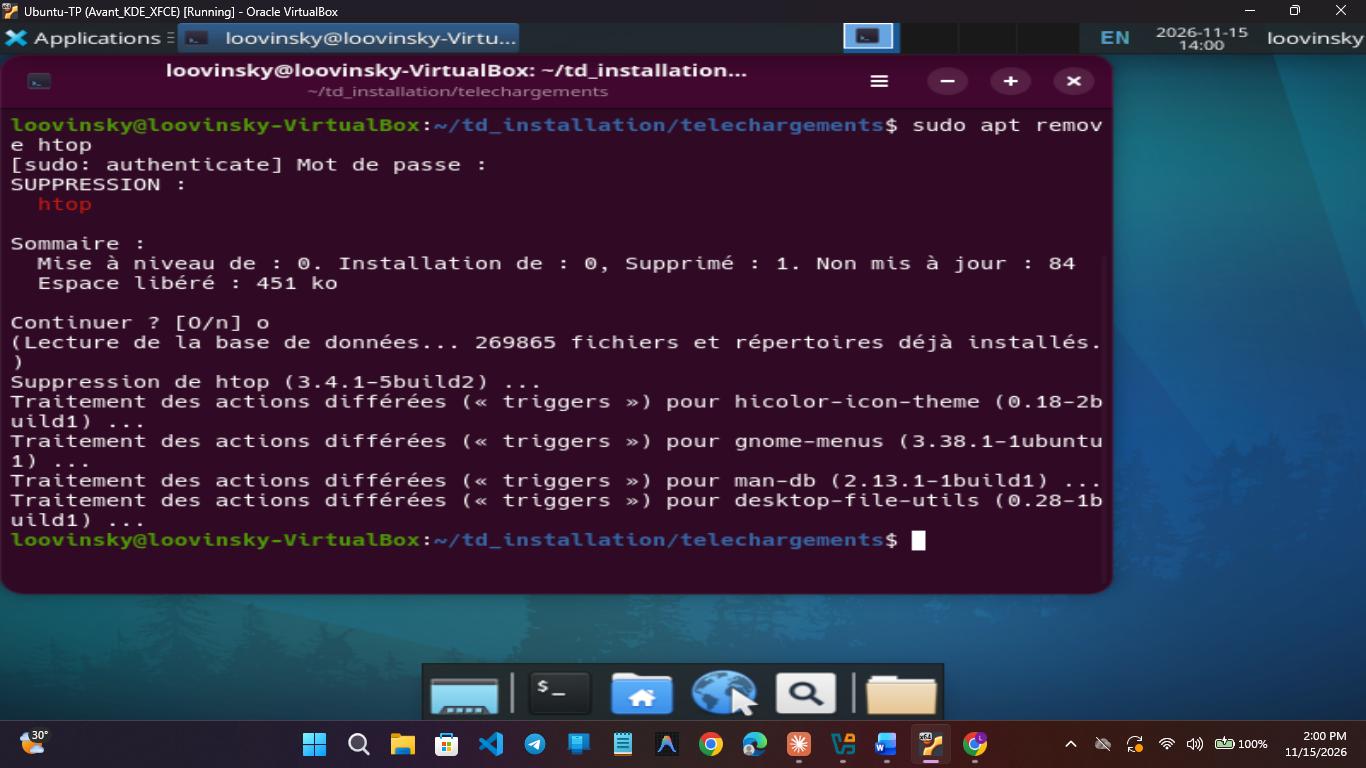 Ubuntu-TP (Avant_KDE_XFCE) [Running] - Oracle VirtualBox
Applications
loovinsky@loovinsky-Virtu...
EN
2026-11-15
14:00
loovinsky
loovinsky@loovinsky-VirtualBox: ~/td_installation...
~/td_installation/telechargements
loovinsky@loovinsky-VirtualBox:~/td_installation/telechargements$ sudo apt remov
e htop
[sudo: authenticate] Mot de passe :
SUPPRESSION :
htop
Sommaire :
Mise à niveau de : 0. Installation de : 0, Supprimé : 1. Non mis à jour : 84
Espace libéré : 451 ko
Continuer ? [O/n] o
(Lecture de la base de données... 269865 fichiers et répertoires déjà installés.
)
Suppression de htop (3.4.1-5build2) ...
Traitement des actions différées (« triggers ») pour hicolor-icon-theme (0.18-2b
uild1) ...
Traitement des actions différées (« triggers ») pour gnome-menus (3.38.1-1ubuntu
1) ...
Traitement des actions différées (« triggers ») pour man-db (2.13.1-1build1) ...
Traitement des actions différées (« triggers ») pour desktop-file-utils (0.28-1b
uild1) ...
loovinsky@loovinsky-VirtualBox:~/td_installation/telechargements$
$_
30°
100%
2:00 PM
11/15/2026